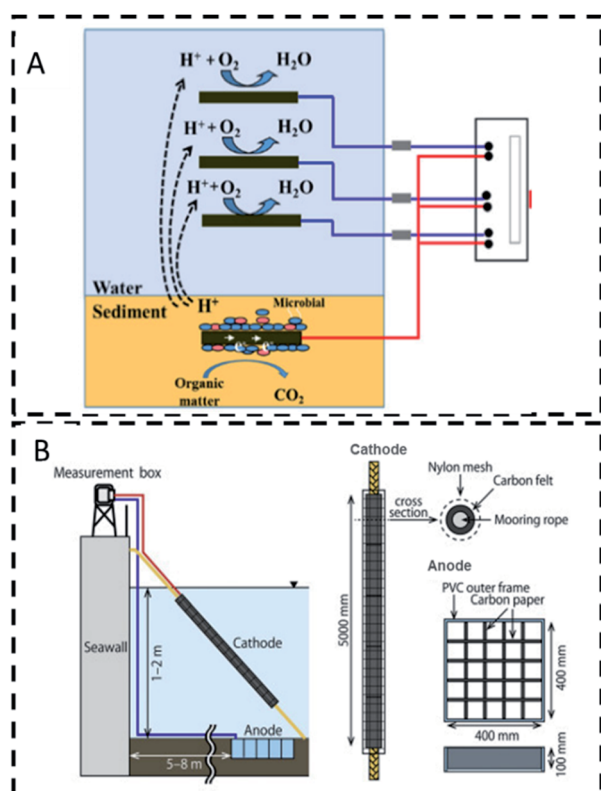 A
H⁺ + O₂ H₂O
H⁺ + O₂ H₂O
H⁺ + O₂ H₂O
Water
Sediment
H⁺
Microbial
e⁻ e⁻
Organic
matter
CO₂
B
Measurement box
Seawall
1–2 m
Cathode
Anode
5–8 m
Cathode
5000 mm
cross
section
Nylon mesh
Carbon felt
Mooring rope
Anode
PVC outer frame
Carbon paper
400 mm
400 mm
100 mm